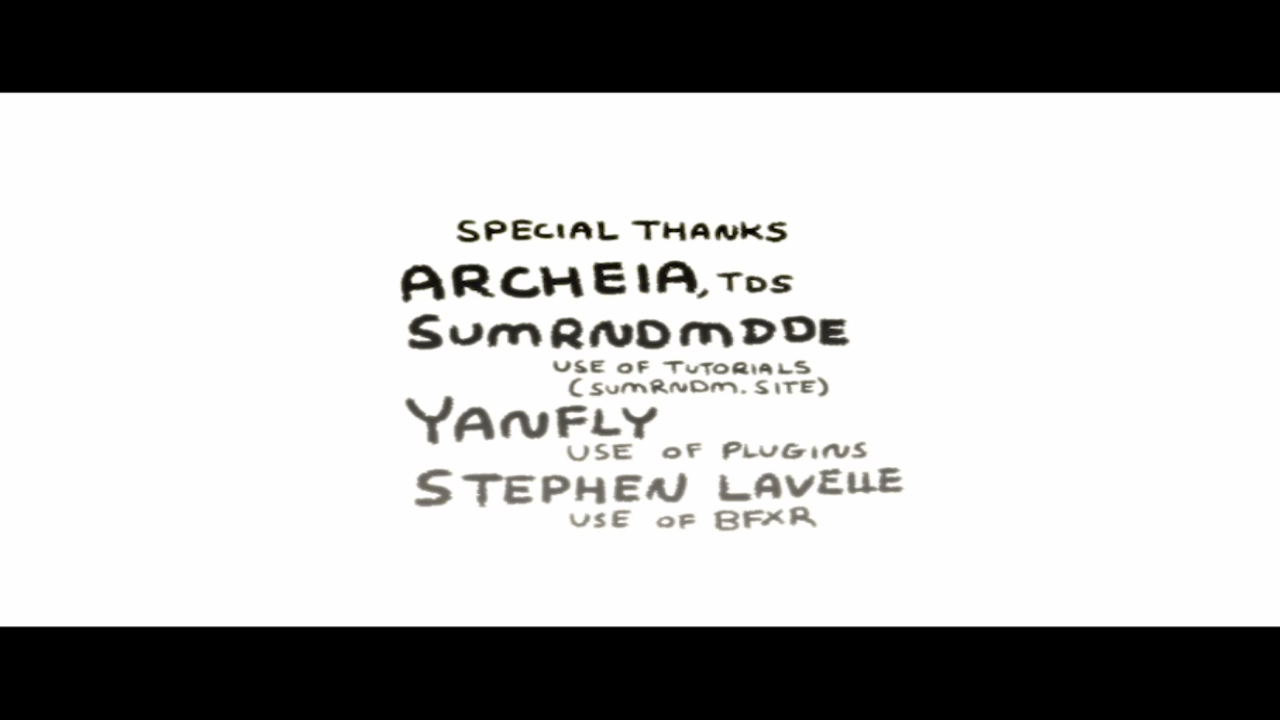 SPECIAL THANKS
ARCHEIA, TDS
SUMRNDMDDE
USE OF TUTORIALS
(SUMRNDM.SITE)
YANFLY
USE OF PLUGINS
STEPHEN LAVELLE
USE OF BFXR